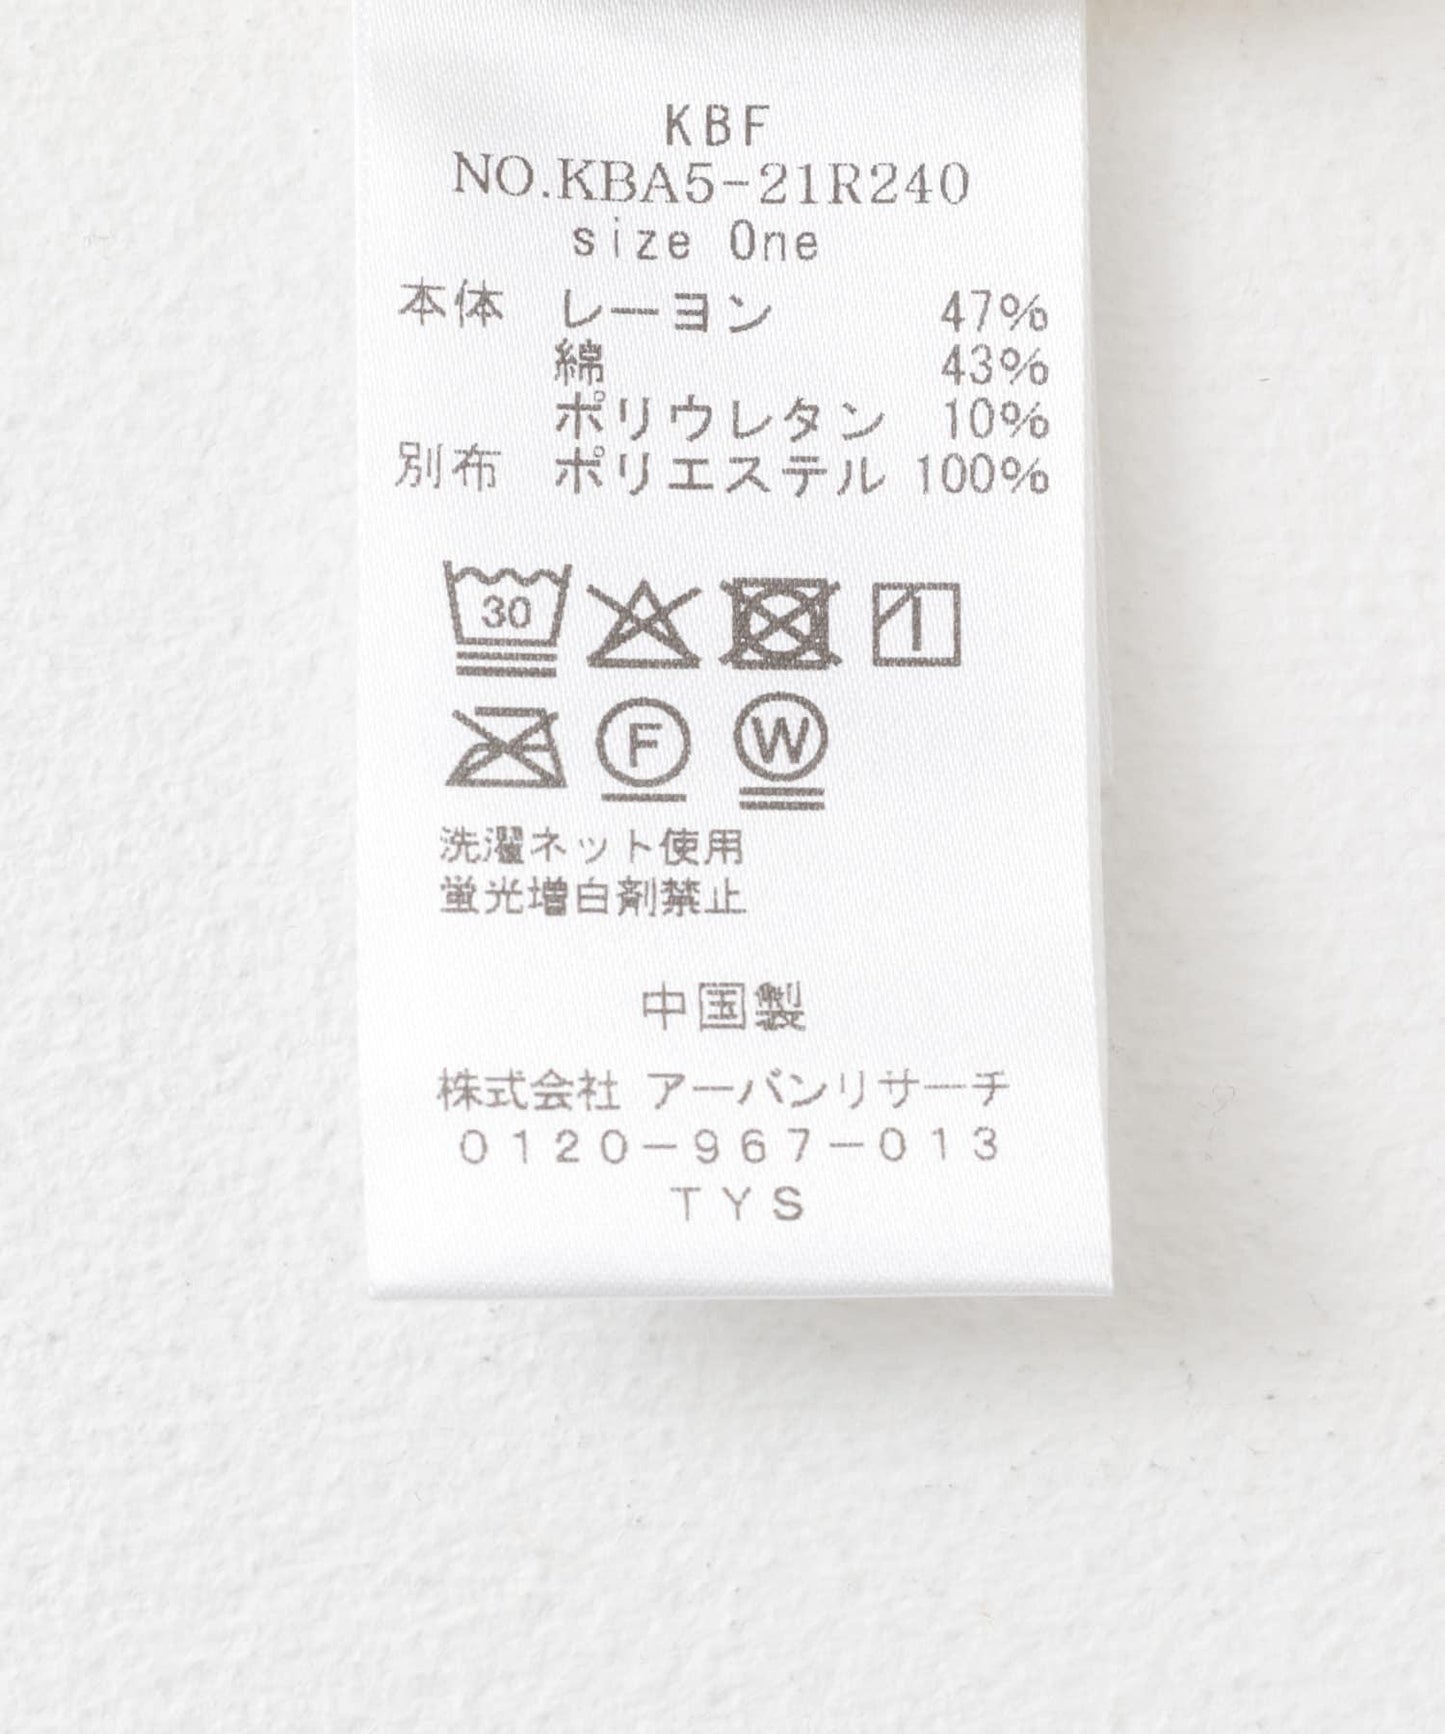 KBF
NO.KBA5-21R240
size One
本体 レーヨン 47%
綿 43%
ポリウレタン 10%
別布 ポリエステル 100%
30
F W
洗濯ネット使用
蛍光増白剤禁止
中国製
株式会社 アーバンリサーチ
0120-967-013
TYS